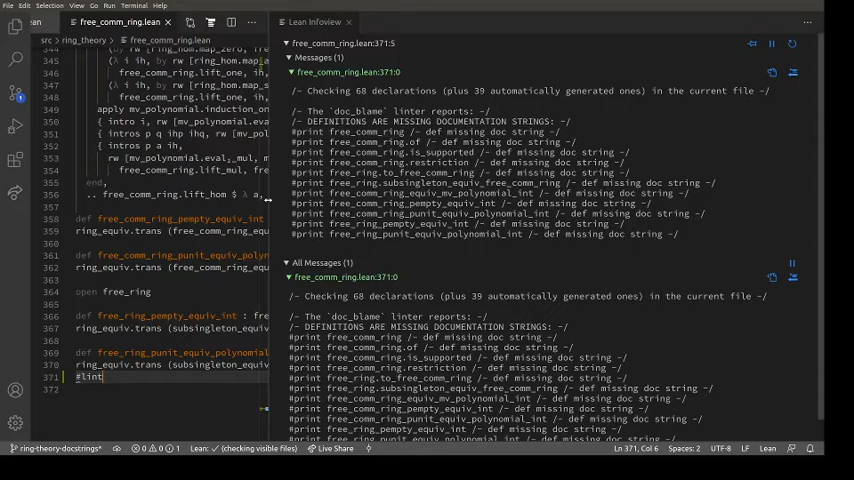 File Edit Selection View Go Run Terminal Help
lean
free_comm_ring.lean
Lean Infoview
src > ring_theory > free_comm_ring.lean
344
(by rw [ring_hom.map_zero, fre
345
(λ i ih, by rw [ring_hom.map_a
346
free_comm_ring.lift_one, ih,
347
(λ i ih, by rw [ring_hom.map_s
348
free_comm_ring.lift_one, ih,
349
apply mv_polynomial.induction_on
350
{ intro i, rw [mv_polynomial.eval
351
{ intros p q ihp ihq, rw [mv_poly
352
{ intros p a ih,
353
rw [mv_polynomial.eval₂_mul, m
354
free_comm_ring.lift_mul, fre
355
end,
356
.. free_comm_ring.lift_hom $ λ a,
358
def free_comm_ring_pempty_equiv_int
359
ring_equiv.trans (free_comm_ring_equiv
361
def free_comm_ring_punit_equiv_polyn
362
ring_equiv.trans (free_comm_ring_equiv
364
open free_ring
366
def free_ring_pempty_equiv_int : free
367
ring_equiv.trans (subsingleton_equiv
369
def free_ring_punit_equiv_polynomial
370
ring_equiv.trans (subsingleton_equiv
371
#lint
372
free_comm_ring.lean:371:5
Messages (1)
free_comm_ring.lean:371:0
/- Checking 68 declarations (plus 39 automatically generated ones) in the current file -/
/- The `doc_blame` linter reports: -/
/- DEFINITIONS ARE MISSING DOCUMENTATION STRINGS: -/
#print free_comm_ring /- def missing doc string -/
#print free_comm_ring.of /- def missing doc string -/
#print free_comm_ring.is_supported /- def missing doc string -/
#print free_comm_ring.restriction /- def missing doc string -/
#print free_ring.to_free_comm_ring /- def missing doc string -/
#print free_ring.subsingleton_equiv_free_comm_ring /- def missing doc string -/
#print free_comm_ring_equiv_mv_polynomial_int /- def missing doc string -/
#print free_comm_ring_pempty_equiv_int /- def missing doc string -/
#print free_comm_ring_punit_equiv_polynomial_int /- def missing doc string -/
#print free_ring_pempty_equiv_int /- def missing doc string -/
#print free_ring_punit_equiv_polynomial_int /- def missing doc string -/
All Messages (1)
free_comm_ring.lean:371:0
/- Checking 68 declarations (plus 39 automatically generated ones) in the current file -/
/- The `doc_blame` linter reports: -/
/- DEFINITIONS ARE MISSING DOCUMENTATION STRINGS: -/
#print free_comm_ring /- def missing doc string -/
#print free_comm_ring.of /- def missing doc string -/
#print free_comm_ring.is_supported /- def missing doc string -/
#print free_comm_ring.restriction /- def missing doc string -/
#print free_ring.to_free_comm_ring /- def missing doc string -/
#print free_ring.subsingleton_equiv_free_comm_ring /- def missing doc string -/
#print free_comm_ring_equiv_mv_polynomial_int /- def missing doc string -/
#print free_comm_ring_pempty_equiv_int /- def missing doc string -/
#print free_comm_ring_punit_equiv_polynomial_int /- def missing doc string -/
#print free_ring_pempty_equiv_int /- def missing doc string -/
#print free_ring_punit_equiv_polynomial_int /- def missing doc string -/
ring-theory-docstrings* 0 0 1 Lean: (checking visible files) Live Share Ln 371, Col 6 Spaces: 2 UTF-8 LF Lean